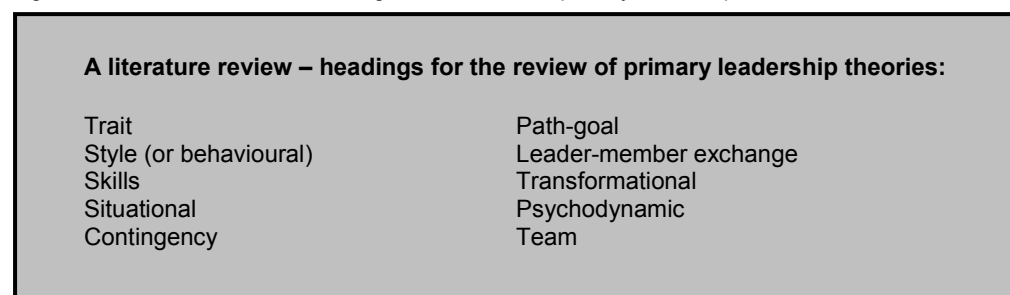 A literature review – headings for the review of primary leadership theories:
Trait
Style (or behavioural)
Skills
Situational
Contingency
Path-goal
Leader-member exchange
Transformational
Psychodynamic
Team